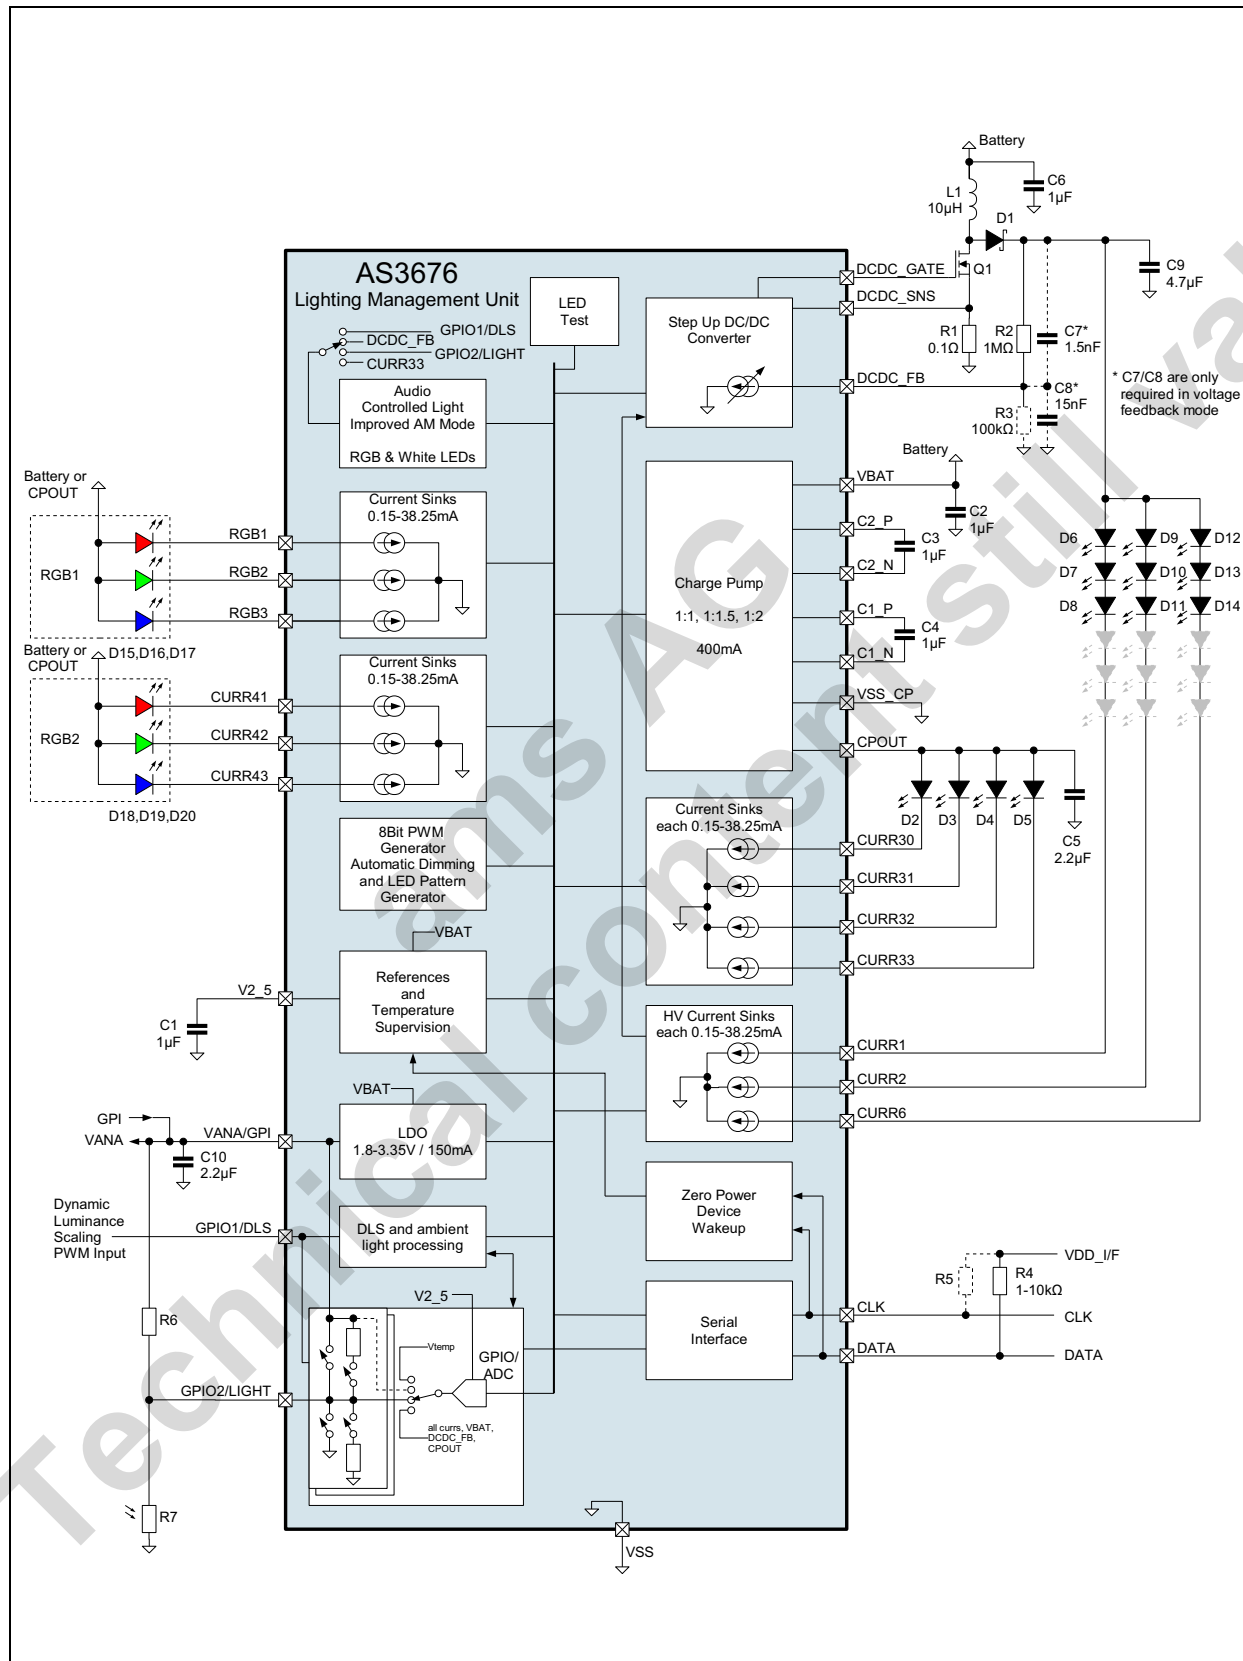 Battery
C6
1µF
L1
10µH
D1
AS3676
Lighting Management Unit
LED
Test
DCDC_GATE
Q1
C9
4.7µF
DCDC_SNS
Step Up DC/DC
Converter
GPIO1/DLS
DCDC_FB
GPIO2/LIGHT
CURR33
R1
0.1Ω
R2
1MΩ
C7*
1.5nF
DCDC_FB
C8*
15nF
* C7/C8 are only
required in voltage
feedback mode
R3
100kΩ
Audio
Controlled Light
Improved AM Mode
RGB & White LEDs
Battery
VBAT
C2
1µF
Battery or
CPOUT
Current Sinks
0.15-38.25mA
RGB1
RGB1
RGB2
RGB3
D15,D16,D17
C2_P
C3
1µF
C2_N
Charge Pump
1:1, 1:1.5, 1:2
400mA
C1_P
C4
1µF
C1_N
VSS_CP
CPOUT
D6
D9
D12
D7
D10
D13
D8
D11
D14
Battery or
CPOUT
Current Sinks
0.15-38.25mA
RGB2
CURR41
CURR42
CURR43
D18,D19,D20
D2
D3
D4
D5
C5
2.2µF
Current Sinks
each 0.15-38.25mA
CURR30
CURR31
CURR32
CURR33
8Bit PWM
Generator
Automatic Dimming
and LED Pattern
Generator
VBAT
References
and
Temperature
Supervision
V2_5
C1
1µF
HV Current Sinks
each 0.15-38.25mA
CURR1
CURR2
CURR6
VBAT
GPI
VANA
VANA/GPI
LDO
1.8-3.35V / 150mA
C10
2.2µF
Zero Power
Device
Wakeup
Dynamic
Luminance
Scaling
PWM Input
GPIO1/DLS
DLS and ambient
light processing
VDD_I/F
R5
R4
1-10kΩ
V2_5
R6
Serial
Interface
CLK
CLK
DATA
DATA
Vtemp
GPIO/
ADC
GPIO2/LIGHT
all currs, VBAT,
DCDC_FB,
CPOUT
R7
VSS
ams AG
Technical content still va